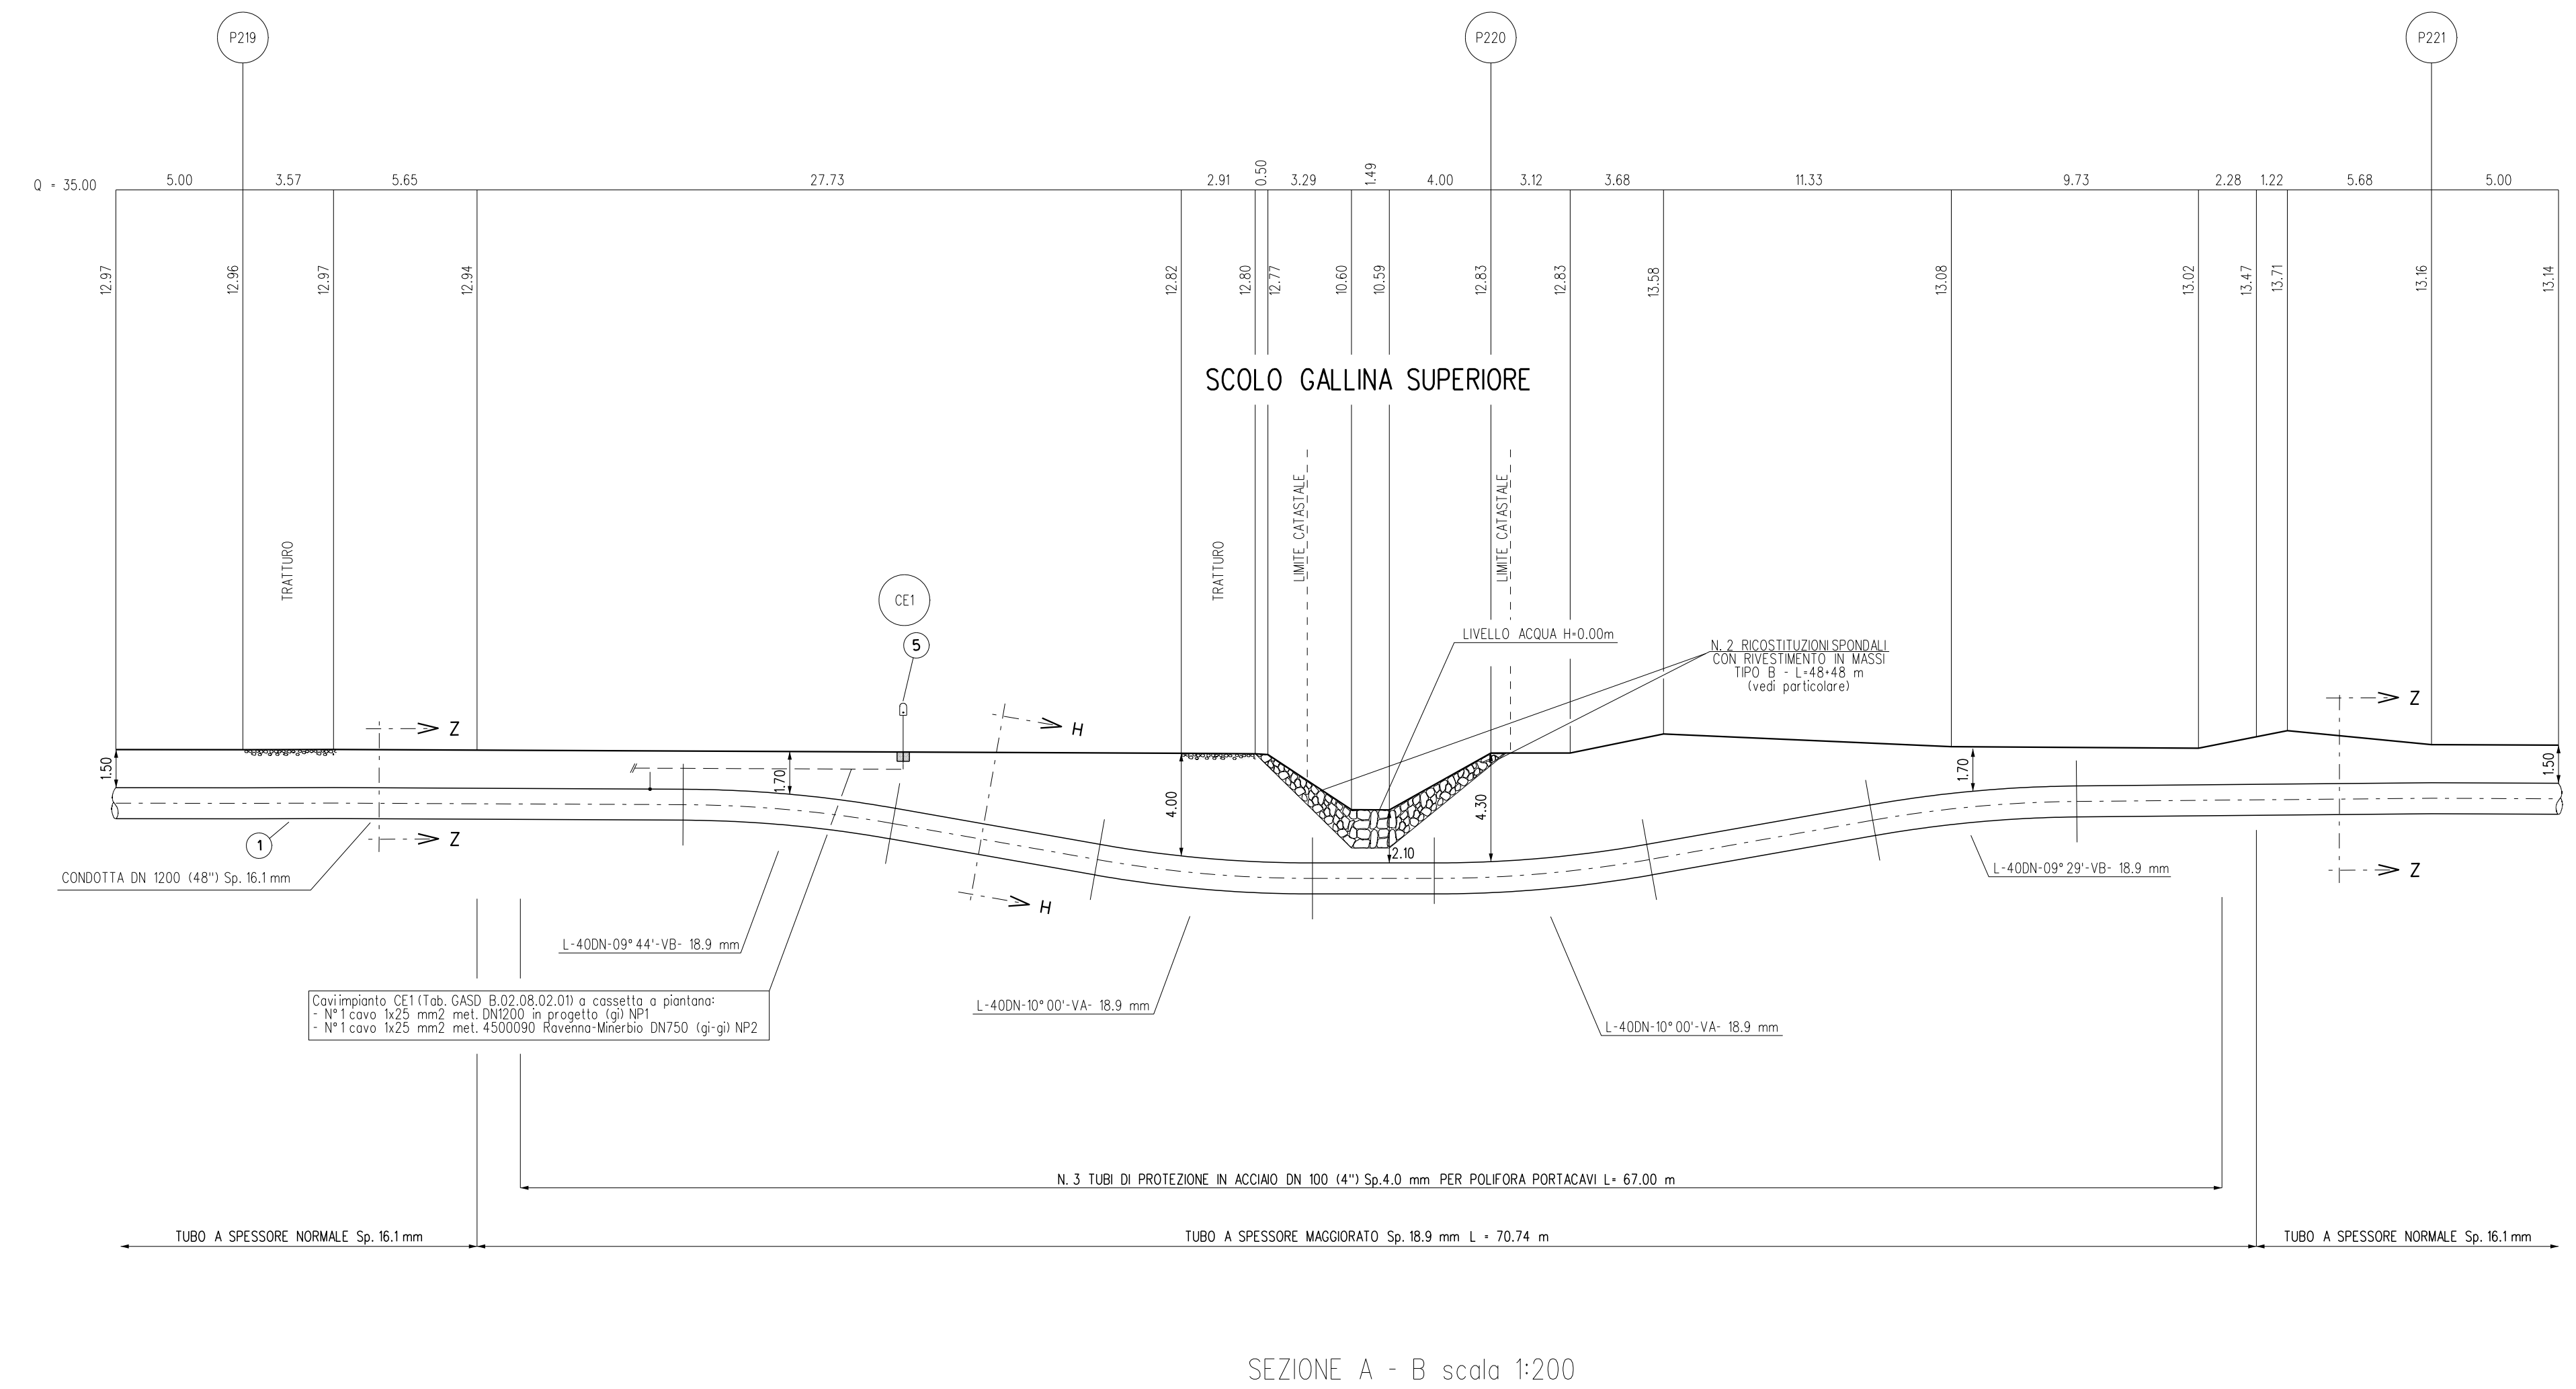 P219
P220
P221
Q = 35.00
5.00
3.57
5.65
27.73
2.91
0.50
3.29
1.49
4.00
3.12
3.68
11.33
9.73
2.28
1.22
5.68
5.00
12.97
12.96
12.97
12.94
12.82
12.80
12.77
10.60
10.59
12.83
12.83
13.58
13.08
13.02
13.47
13.71
13.16
13.14
SCOLO GALLINA SUPERIORE
TRATTURO
TRATTURO
LIMITE CATASTALE
LIMITE CATASTALE
CE1
5
LIVELLO ACQUA H=0.00m
N. 2 RICOSTITUZIONI SPONDALI
CON RIVESTIMENTO IN MASSI
TIPO B - L=48+48 m
(vedi particolare)
Z
H
Z
1.50
1.70
4.00
4.30
2.10
1.70
1.50
Z
1
H
Z
CONDOTTA DN 1200 (48") Sp. 16.1 mm
L-40DN-09° 29'-VB- 18.9 mm
L-40DN-09° 44'-VB- 18.9 mm
Cavi impianto CE1 (Tab. GASD B.02.08.02.01) a cassetta a piantana:
- N° 1 cavo 1x25 mm2 met. DN1200 in progetto (gi) NP1
- N° 1 cavo 1x25 mm2 met. 4500090 Ravenna-Minerbio DN750 (gi-gi) NP2
L-40DN-10° 00'-VA- 18.9 mm
L-40DN-10° 00'-VA- 18.9 mm
N. 3 TUBI DI PROTEZIONE IN ACCIAIO DN 100 (4") Sp.4.0 mm PER POLIFORA PORTACAVI L= 67.00 m
TUBO A SPESSORE NORMALE Sp. 16.1 mm
TUBO A SPESSORE MAGGIORATO Sp. 18.9 mm L = 70.74 m
TUBO A SPESSORE NORMALE Sp. 16.1 mm
SEZIONE A - B scala 1:200